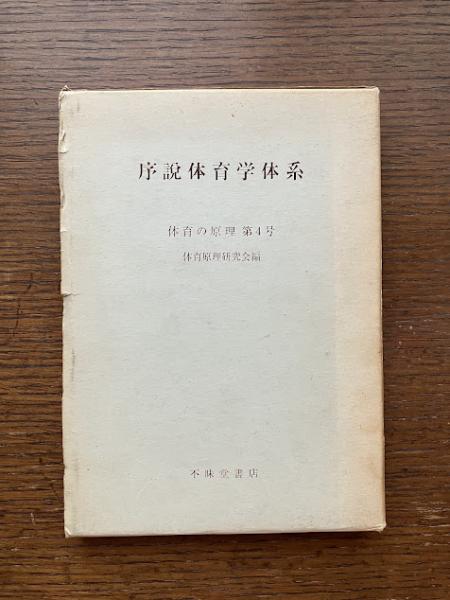 序説体育学体系
体育の原理 第4号
体育原理研究会編
不昧堂書店